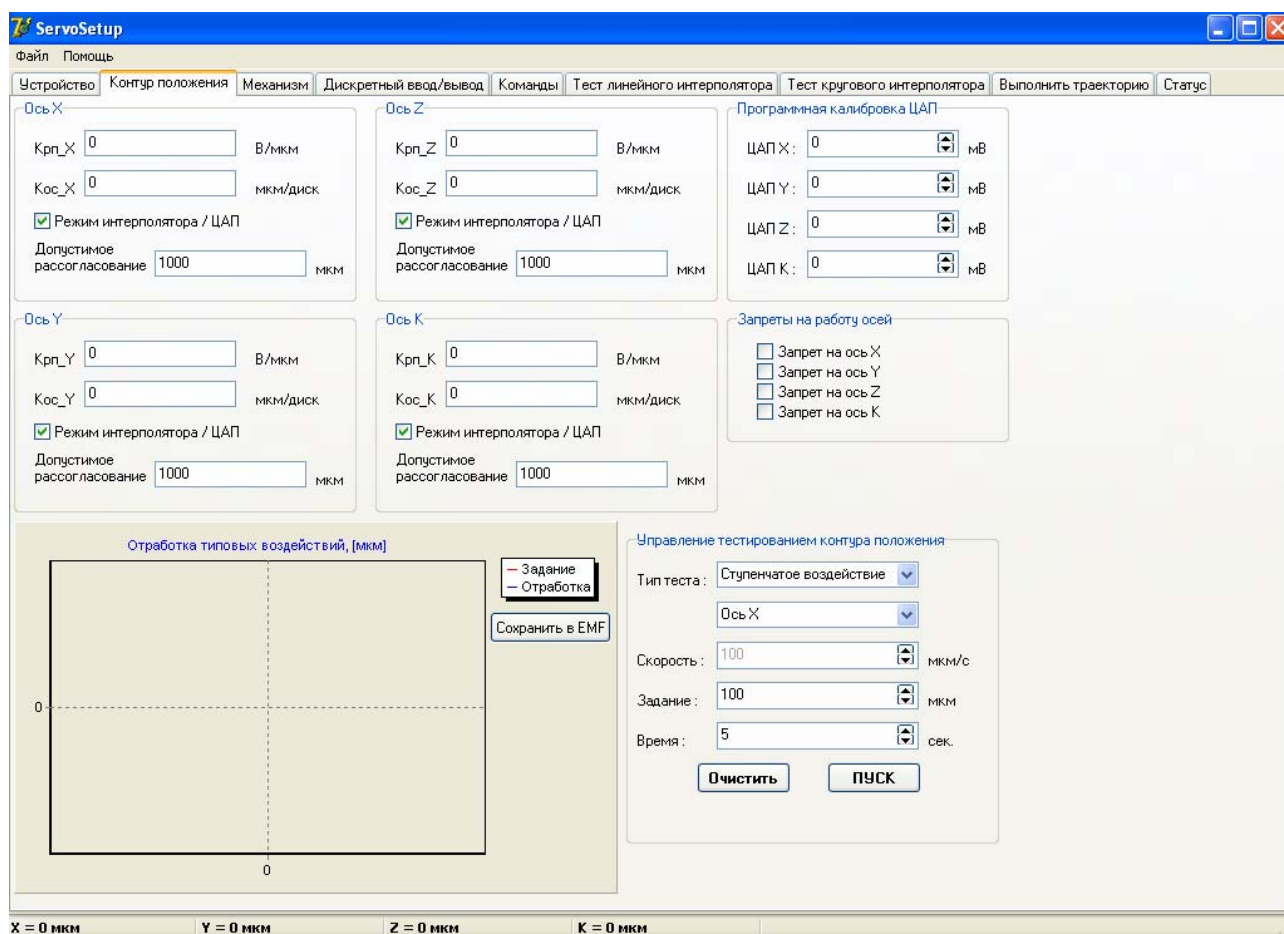 ServoSetup
Файл Помощь
Устройство Контур положения Механизм Дискретный ввод/вывод Команды Тест линейного интерполятора Тест кругового интерполятора Выполнить траекторию Статус
Ось X
Крп_X 0 В/мкм
Кос_X 0 мкм/диск
Режим интерполятора / ЦАП
Допустимое
рассогласование 1000 мкм
Ось Z
Крп_Z 0 В/мкм
Кос_Z 0 мкм/диск
Режим интерполятора / ЦАП
Допустимое
рассогласование 1000 мкм
Программная калибровка ЦАП
ЦАП X : 0 мВ
ЦАП Y : 0 мВ
ЦАП Z : 0 мВ
ЦАП K : 0 мВ
Ось Y
Крп_Y 0 В/мкм
Кос_Y 0 мкм/диск
Режим интерполятора / ЦАП
Допустимое
рассогласование 1000 мкм
Ось K
Крп_K 0 В/мкм
Кос_K 0 мкм/диск
Режим интерполятора / ЦАП
Допустимое
рассогласование 1000 мкм
Запреты на работу осей
Запрет на ось X
Запрет на ось Y
Запрет на ось Z
Запрет на ось K
Отработка типовых воздействий, [мкм]
Задание
Отработка
Сохранить в EMF
0
0
Управление тестированием контура положения
Тип теста : Ступенчатое воздействие
Ось X
Скорость : 100 мкм/с
Задание : 100 мкм
Время : 5 сек.
Очистить ПУСК
X = 0 мкм Y = 0 мкм Z = 0 мкм K = 0 мкм